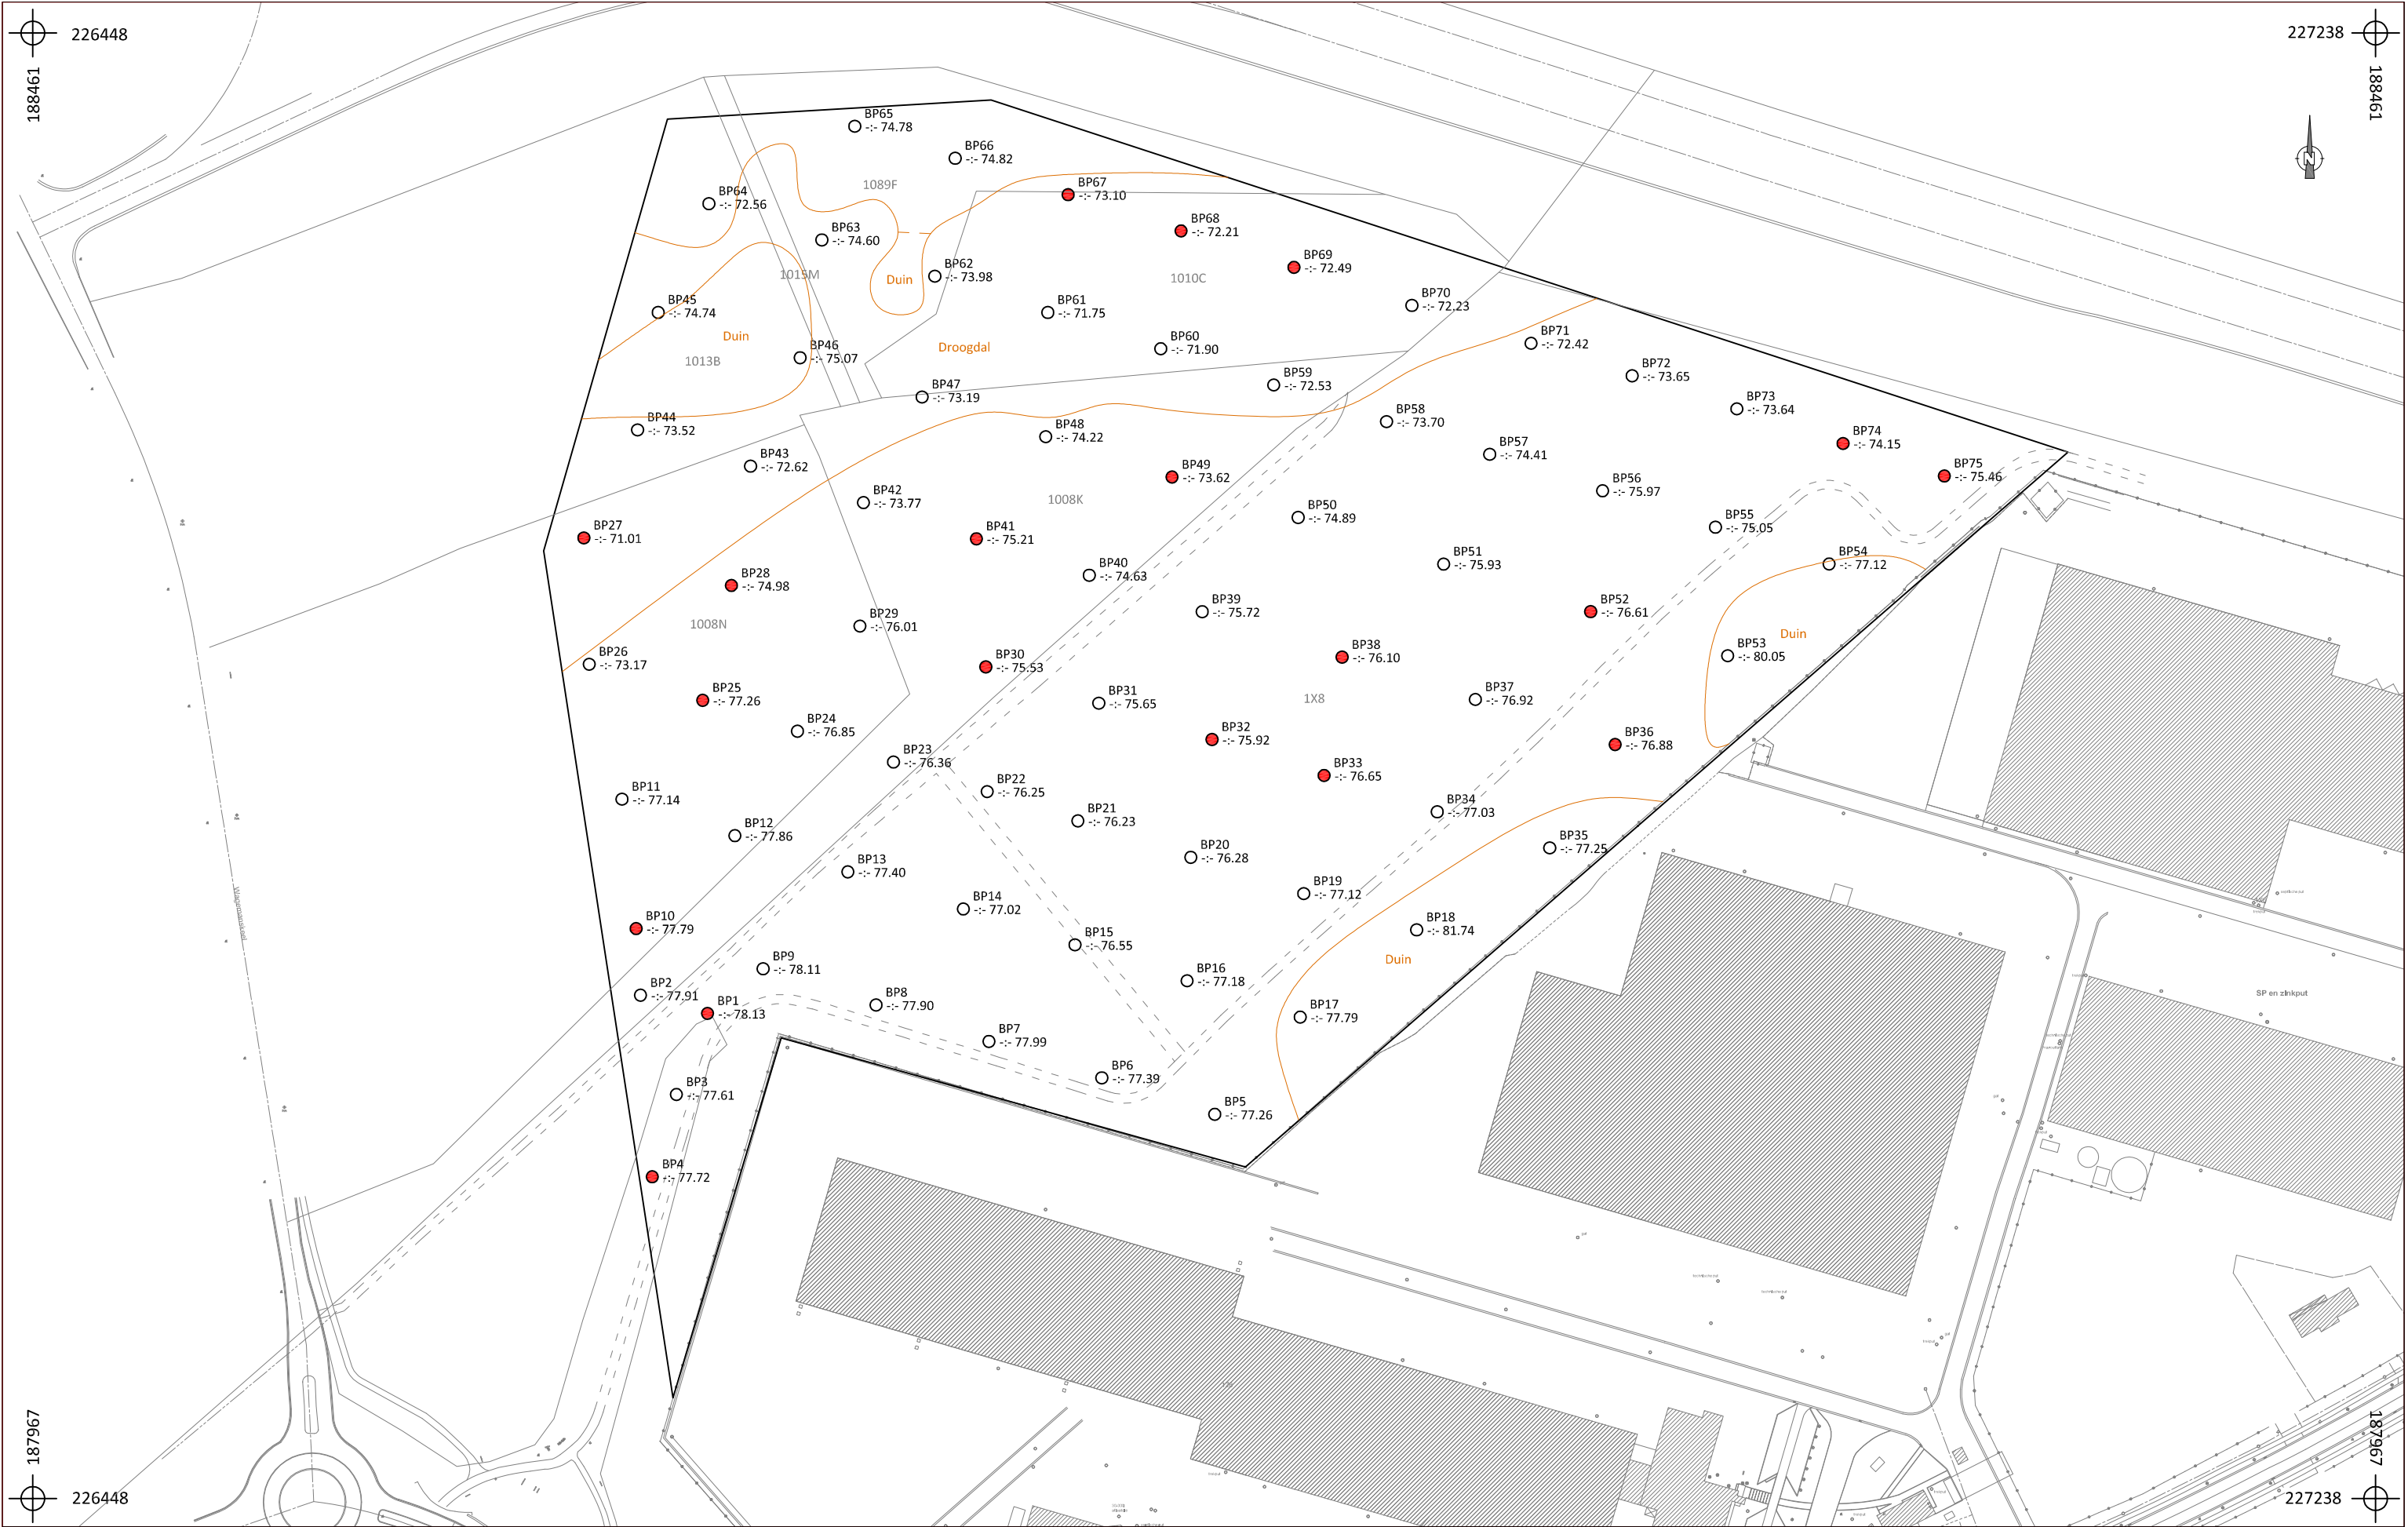 226448
227238
188461
188461
N
BP65
-:- 74.78
BP66
-:- 74.82
1089F
BP67
-:- 73.10
BP64
-:- 72.56
BP68
-:- 72.21
BP63
-:- 74.60
BP69
-:- 72.49
1015M
BP62
-:- 73.98
Duin
1010C
BP45
-:- 74.74
BP61
-:- 71.75
BP70
-:- 72.23
Duin
BP71
-:- 72.42
BP46
-:- 75.07
Droogdal
BP60
-:- 71.90
1013B
BP59
-:- 72.53
BP72
-:- 73.65
BP47
-:- 73.19
BP73
-:- 73.64
BP44
-:- 73.52
BP58
-:- 73.70
BP48
-:- 74.22
BP74
-:- 74.15
BP57
-:- 74.41
BP43
-:- 72.62
BP49
-:- 73.62
BP75
-:- 75.46
BP42
-:- 73.77
1008K
BP56
-:- 75.97
BP50
-:- 74.89
BP55
-:- 75.05
BP27
-:- 71.01
BP41
-:- 75.21
BP51
-:- 75.93
BP54
-:- 77.12
BP28
-:- 74.98
BP40
-:- 74.63
BP39
-:- 75.72
BP52
-:- 76.61
1008N
BP29
-:- 76.01
Duin
BP53
-:- 80.05
BP26
-:- 73.17
BP30
-:- 75.53
BP38
-:- 76.10
BP25
-:- 77.26
BP31
-:- 75.65
1X8
BP37
-:- 76.92
BP24
-:- 76.85
BP32
-:- 75.92
BP36
-:- 76.88
BP23
-:- 76.36
BP33
-:- 76.65
BP11
-:- 77.14
BP22
-:- 76.25
BP34
-:- 77.03
BP21
-:- 76.23
BP12
-:- 77.86
BP35
-:- 77.25
BP20
-:- 76.28
BP13
-:- 77.40
BP19
-:- 77.12
BP14
-:- 77.02
BP10
-:- 77.79
BP18
-:- 81.74
BP15
-:- 76.55
Duin
BP9
-:- 78.11
BP16
-:- 77.18
BP2
-:- 77.91
BP1
-:- 78.13
BP8
-:- 77.90
BP17
-:- 77.79
SP en zinkput
BP7
-:- 77.99
BP6
-:- 77.39
BP3
-:- 77.61
BP5
-:- 77.26
BP4
-:- 77.72
187967
187967
226448
227238